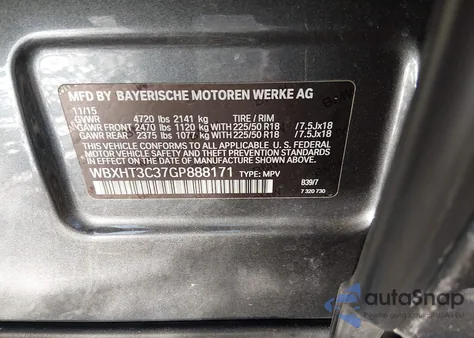 MFD BY BAYERISCHE MOTOREN WERKE AG
11/15
GVWR 4720 lbs 2141 kg TIRE / RIM
GAWR FRONT 2470 lbs 1120 kg WITH 225/50 R18 /7.5Jx18
GAWR REAR 2375 lbs 1077 kg WITH 225/50 R18 /7.5Jx18
THIS VEHICLE CONFORMS TO ALL APPLICABLE U.S. FEDERAL
MOTOR VEHICLE SAFETY, BUMPER, AND THEFT PREVENTION
STANDARDS IN EFFECT ON THE DATE OF MANUFACTURE
SHOWN ABOVE.
WBXHT3C37GP888171 TYPE: MPV B39/7
7 320 730
autoSnap